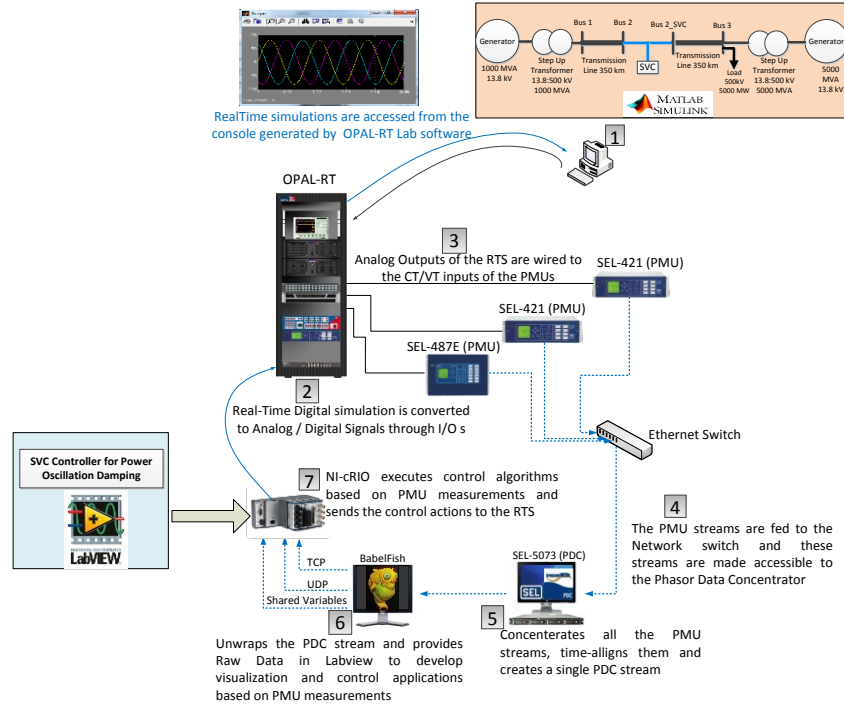 RealTime simulations are accessed from the
console generated by OPAL-RT Lab software
Bus 1
Bus 2
Bus 2_SVC
Bus 3
Generator
1000 MVA
13.8 kV
Step Up
Transformer
13.8:500 kV
1000 MVA
Transmission
Line 350 km
SVC
Transmission
Line 350 km
Load
500kV
5000 MW
Step Up
Transformer
13.8:500 kV
5000 MVA
Generator
5000
MVA
13.8 kV
MATLAB
SIMULINK
1
OPAL-RT
3
Analog Outputs of the RTS are wired to
the CT/VT inputs of the PMUs
SEL-421 (PMU)
SEL-421 (PMU)
SEL-487E (PMU)
2
Real-Time Digital simulation is converted
to Analog / Digital Signals through I/O s
Ethernet Switch
SVC Controller for Power
Oscillation Damping
NATIONAL INSTRUMENTS
LabVIEW
7
NI-cRIO executes control algorithms
based on PMU measurements and
sends the control actions to the RTS
4
The PMU streams are fed to the
Network switch and these
streams are made accessible to
the Phasor Data Concentrator
TCP
UDP
Shared Variables
BabelFish
SEL-5073 (PDC)
SEL
PDC
6
Unwraps the PDC stream and provides
Raw Data in Labview to develop
visualization and control applications
based on PMU measurements
5
Concenterates all the PMU
streams, time-alligns them and
creates a single PDC stream